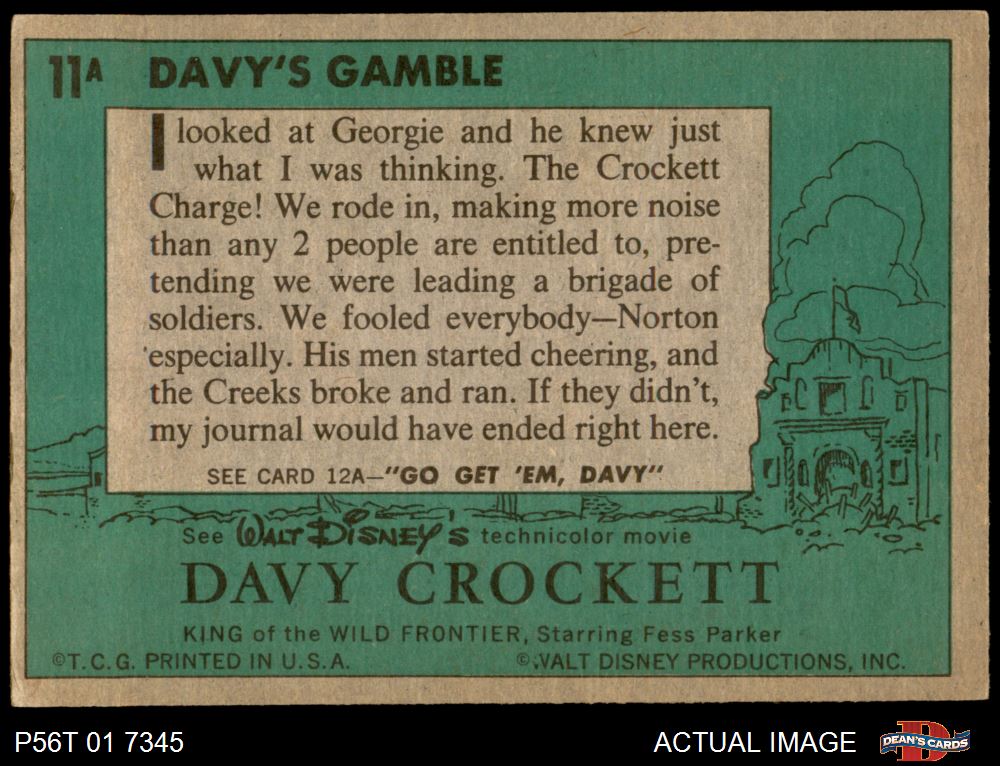 11A DAVY'S GAMBLE
I looked at Georgie and he knew just
what I was thinking. The Crockett
Charge! We rode in, making more noise
than any 2 people are entitled to, pre-
tending we were leading a brigade of
soldiers. We fooled everybody—Norton
especially. His men started cheering, and
the Creeks broke and ran. If they didn't,
my journal would have ended right here.
SEE CARD 12A—"GO GET 'EM, DAVY"
See WALT DISNEY'S technicolor movie
DAVY CROCKETT
KING of the WILD FRONTIER, Starring Fess Parker
©T.C.G. PRINTED IN U.S.A. © WALT DISNEY PRODUCTIONS, INC.
P56T 01 7345 ACTUAL IMAGE DEAN'S CARDS